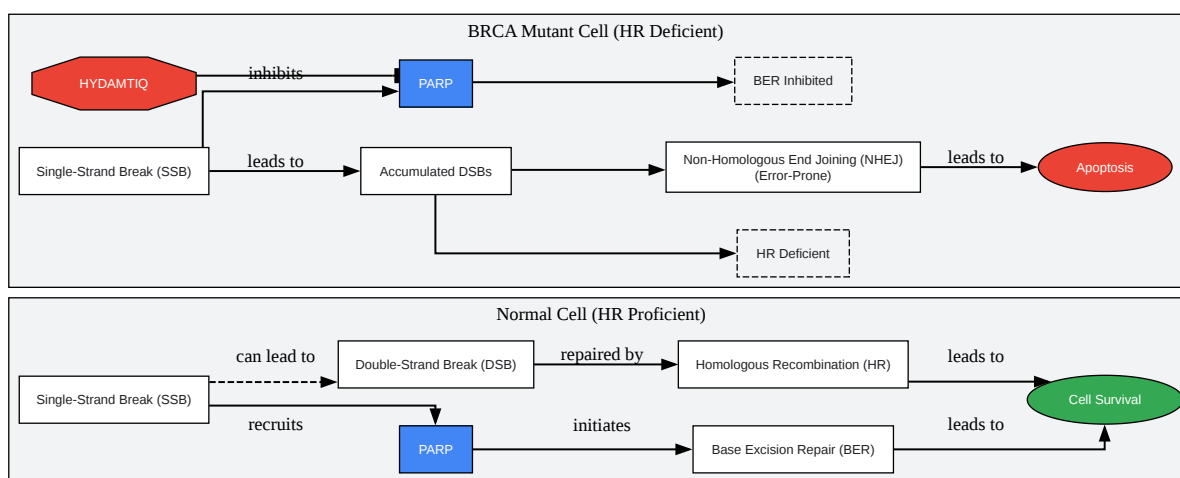 BRCA Mutant Cell (HR Deficient)
HYDAMTIQ
inhibits
PARP
BER Inhibited
Single-Strand Break (SSB)
leads to
Accumulated DSBs
Non-Homologous End Joining (NHEJ)
(Error-Prone)
leads to
Apoptosis
HR Deficient
Normal Cell (HR Proficient)
can lead to
Double-Strand Break (DSB)
repaired by
Homologous Recombination (HR)
leads to
Single-Strand Break (SSB)
Cell Survival
recruits
PARP
initiates
Base Excision Repair (BER)
leads to